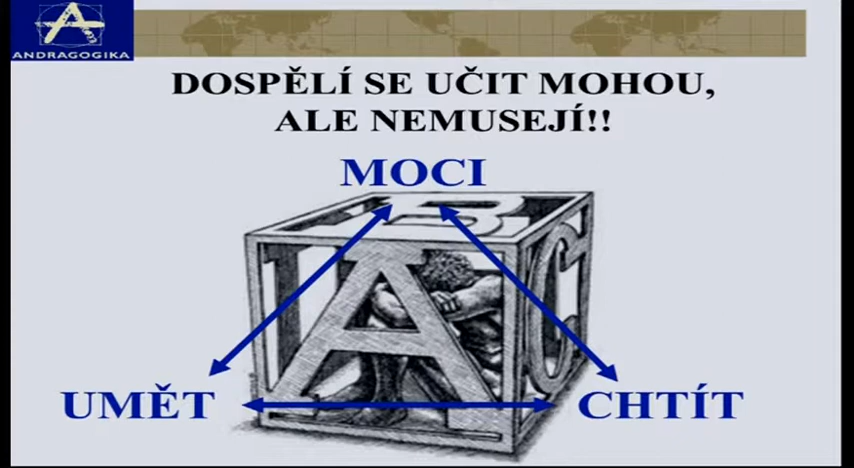 ANDRAGOGIKA
DOSPĚLÍ SE UČIT MOHOU,
ALE NEMUSEJÍ!!
MOCI
B
A
C
UMĚT
CHTÍT